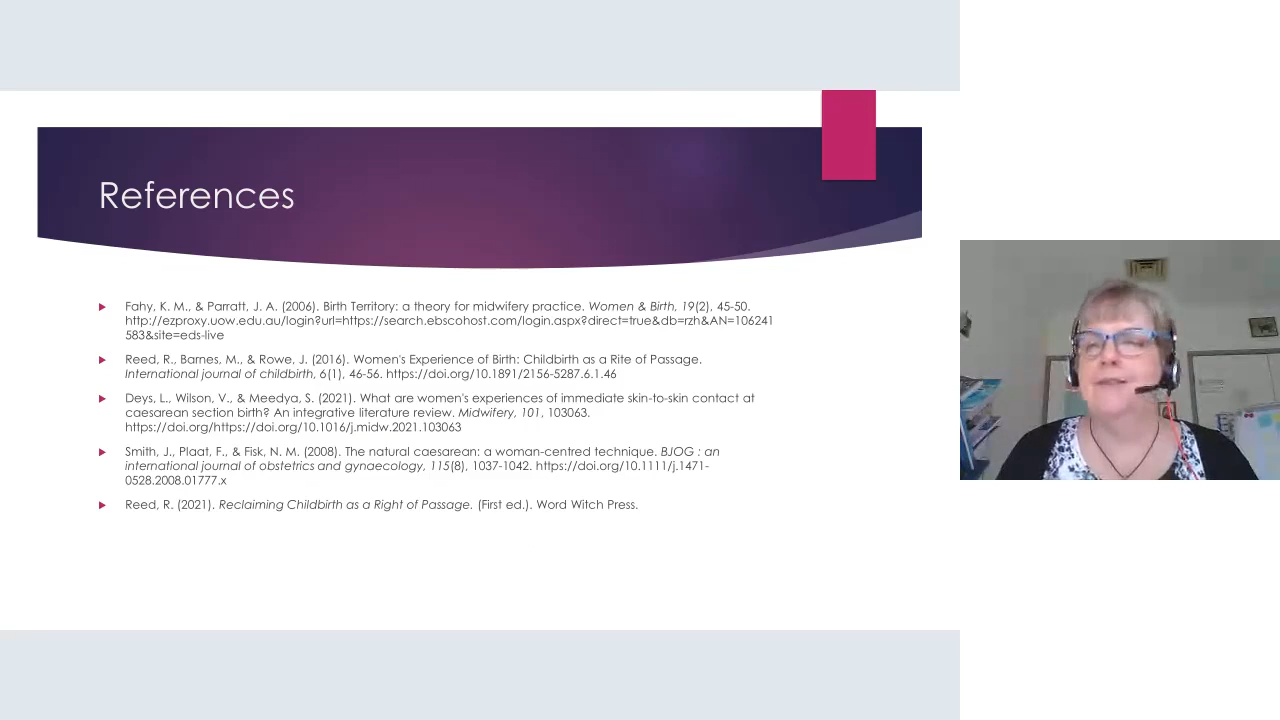 References
Fahy, K. M., & Parratt, J. A. (2006). Birth Territory: a theory for midwifery practice. Women & Birth, 19(2), 45-50.
http://ezproxy.uow.edu.au/login?url=https://search.ebscohost.com/login.aspx?direct=true&db=rzh&AN=106241
583&site=eds-live
Reed, R., Barnes, M., & Rowe, J. (2016). Women's Experience of Birth: Childbirth as a Rite of Passage.
International journal of childbirth, 6(1), 46-56. https://doi.org/10.1891/2156-5287.6.1.46
Deys, L., Wilson, V., & Meedya, S. (2021). What are women's experiences of immediate skin-to-skin contact at
caesarean section birth? An integrative literature review. Midwifery, 101, 103063.
https://doi.org/https://doi.org/10.1016/j.midw.2021.103063
Smith, J., Plaat, F., & Fisk, N. M. (2008). The natural caesarean: a woman-centred technique. BJOG : an
international journal of obstetrics and gynaecology, 115(8), 1037-1042. https://doi.org/10.1111/j.1471-
0528.2008.01777.x
Reed, R. (2021). Reclaiming Childbirth as a Right of Passage. (First ed.). Word Witch Press.